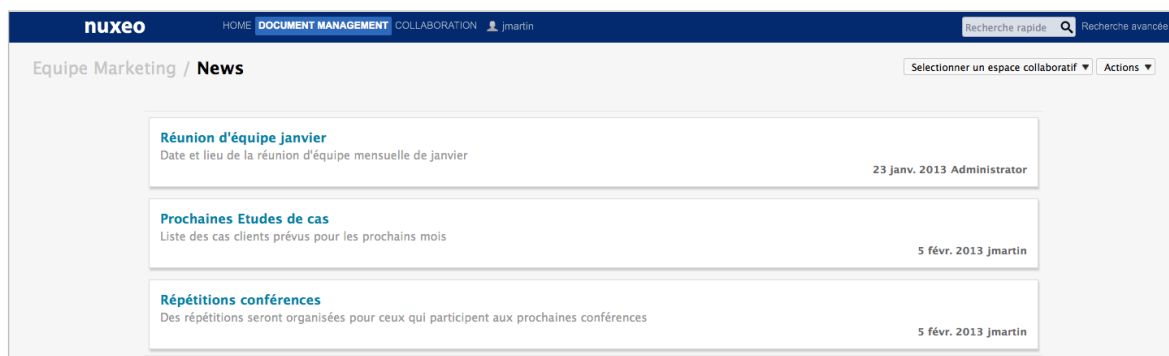 nuxeo HOME DOCUMENT MANAGEMENT COLLABORATION jmartin Recherche rapide Recherche avancée
Equipe Marketing / News Selectionner un espace collaboratif Actions
Réunion d'équipe janvier
Date et lieu de la réunion d'équipe mensuelle de janvier
23 janv. 2013 Administrator
Prochaines Etudes de cas
Liste des cas clients prévus pour les prochains mois
5 févr. 2013 jmartin
Répétitions conférences
Des répétitions seront organisées pour ceux qui participent aux prochaines conférences
5 févr. 2013 jmartin